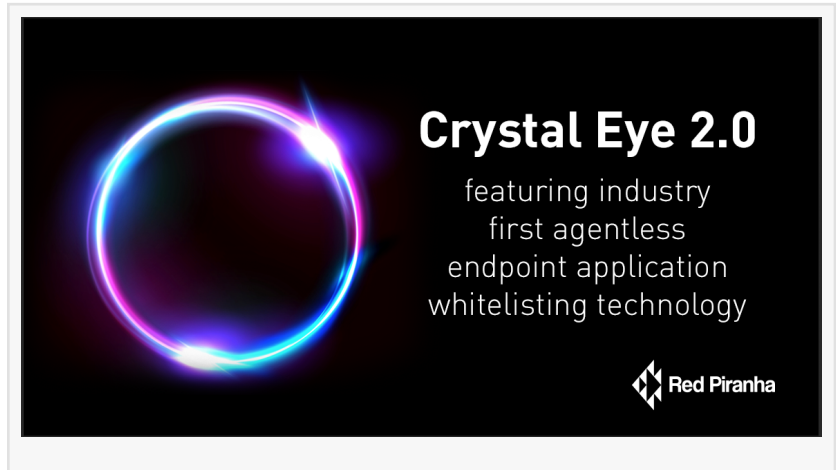 Crystal Eye 2.0
featuring industry
first agentless
endpoint application
whitelisting technology
Red Piranha